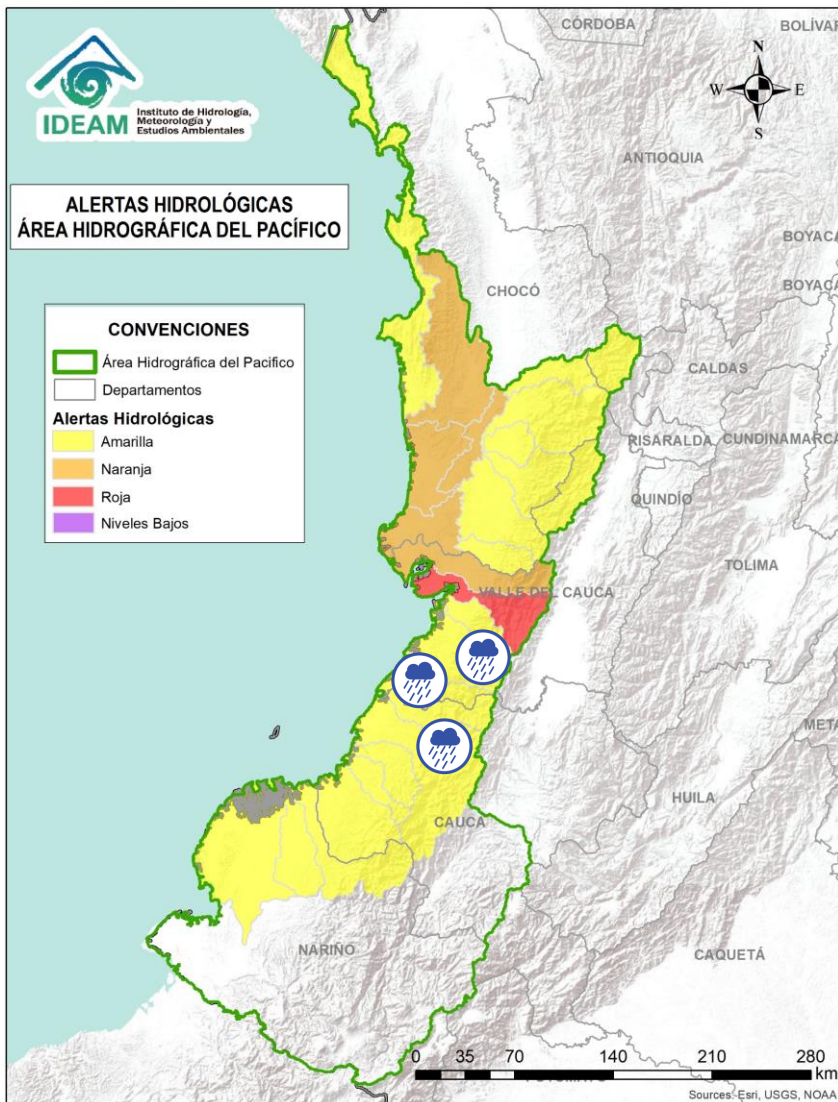 IDEAM
Instituto de Hidrología,
Meteorología y
Estudios Ambientales
ALERTAS HIDROLÓGICAS
ÁREA HIDROGRÁFICA DEL PACÍFICO
CONVENCIONES
Área Hidrográfica del Pacifico
Departamentos
Alertas Hidrológicas
Amarilla
Naranja
Roja
Niveles Bajos
N
W
E
S
CÓRDOBA
BOLÍVAR
ANTIOQUIA
BOYACÁ
BOYACÁ
CHOCÓ
CALDAS
RISARALDA
CUNDINAMARCA
QUINDÍO
TOLIMA
VALLE DEL CAUCA
META
HUILA
CAUCA
NARIÑO
CAQUETÁ
0 35 70 140 210 280
km
Sources: Esri, USGS, NOAA